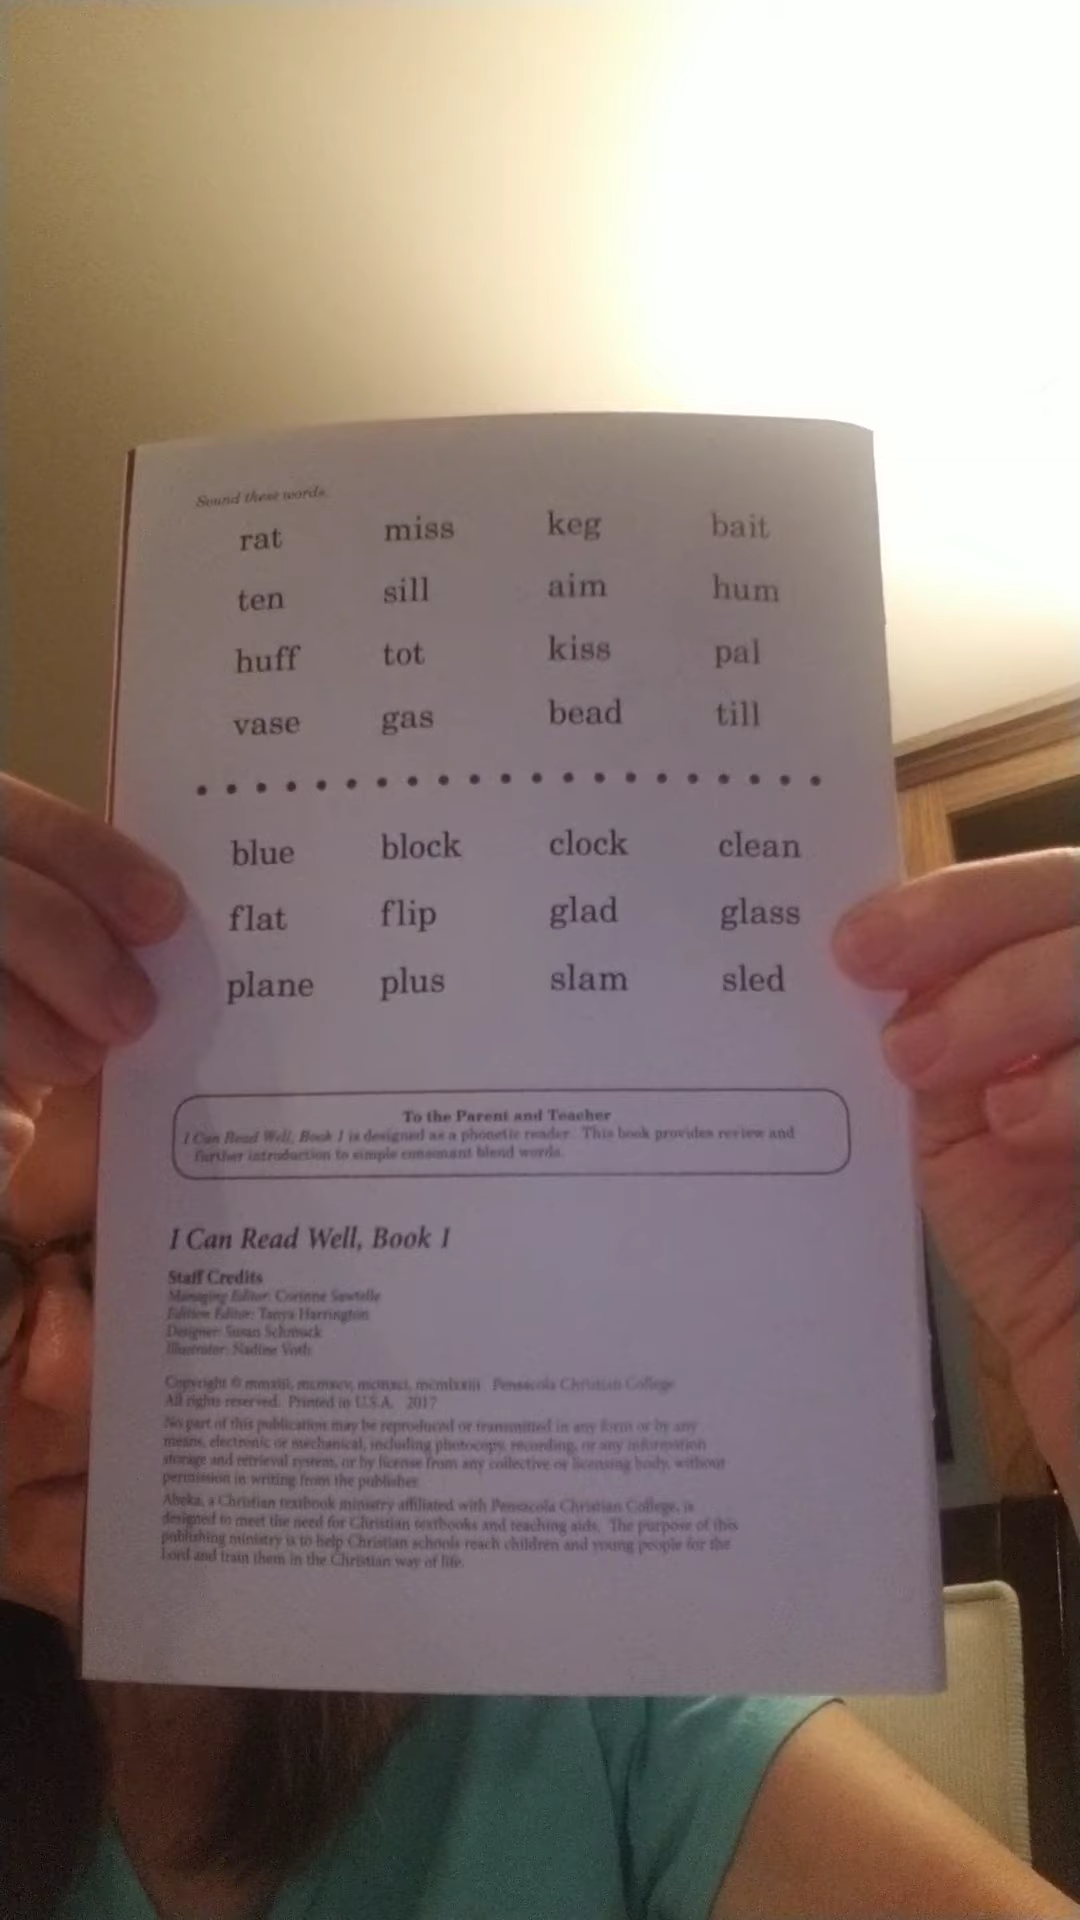 Sound these words.
rat miss keg bait
ten sill aim hum
huff tot kiss pal
vase gas bead till
blue block clock clean
flat flip glad glass
plane plus slam sled
To the Parent and Teacher
I Can Read Well, Book 1 is designed as a phonetic reader. This book provides review and
further introduction to simple consonant blend words.
I Can Read Well, Book 1
Staff Credits
Managing Editor: Corinne Sawtelle
Edition Editor: Tanya Harrington
Designer: Susan Schmuck
Illustrator: Nadine Voth
Copyright © mmxiii, mcmxcv, mcmxci, mcmlxxiii Pensacola Christian College
All rights reserved. Printed in U.S.A. 2017
No part of this publication may be reproduced or transmitted in any form or by any
means, electronic or mechanical, including photocopy, recording, or any information
storage and retrieval system, or by license from any collective or licensing body, without
permission in writing from the publisher.
Abeka, a Christian textbook ministry affiliated with Pensacola Christian College, is
designed to meet the need for Christian textbooks and teaching aids. The purpose of this
publishing ministry is to help Christian schools reach children and young people for the
Lord and train them in the Christian way of life.